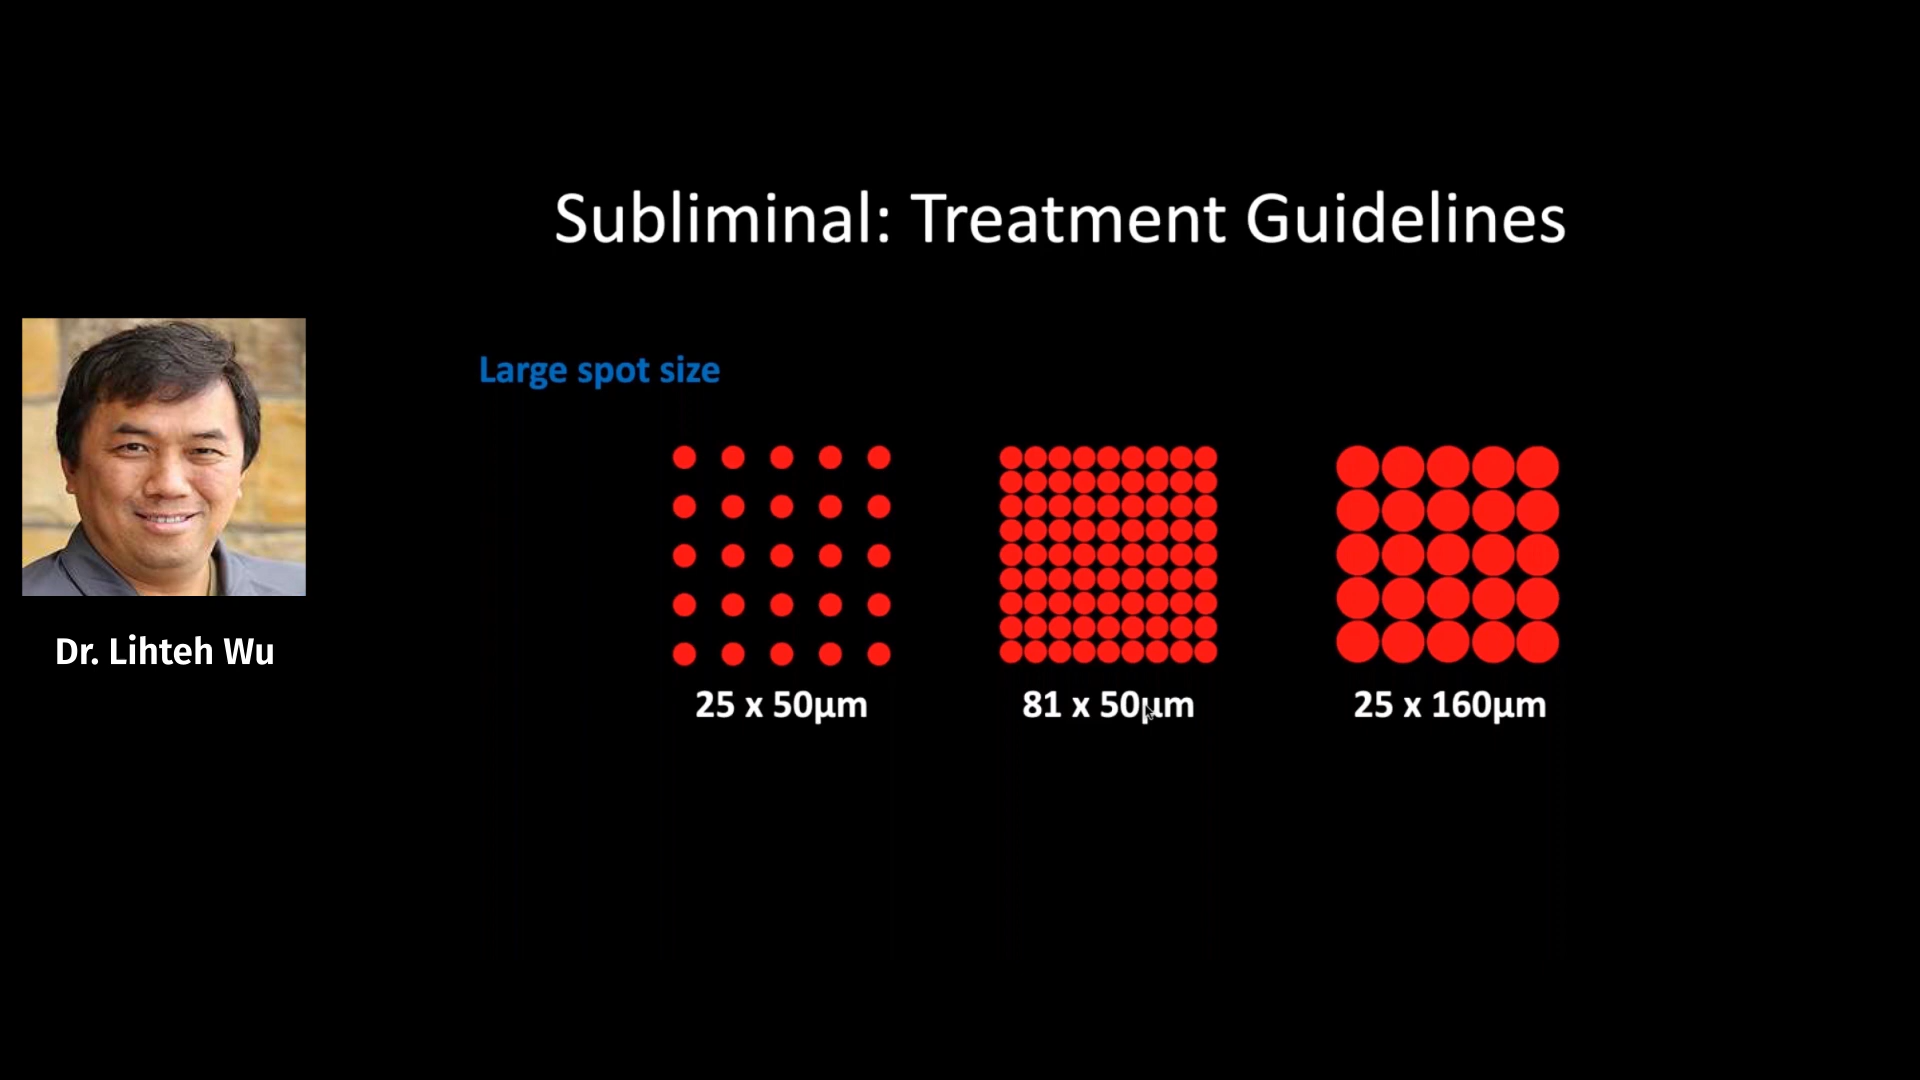 Subliminal: Treatment Guidelines
Large spot size
25 x 50µm
81 x 50µm
25 x 160µm
Dr. Lihteh Wu